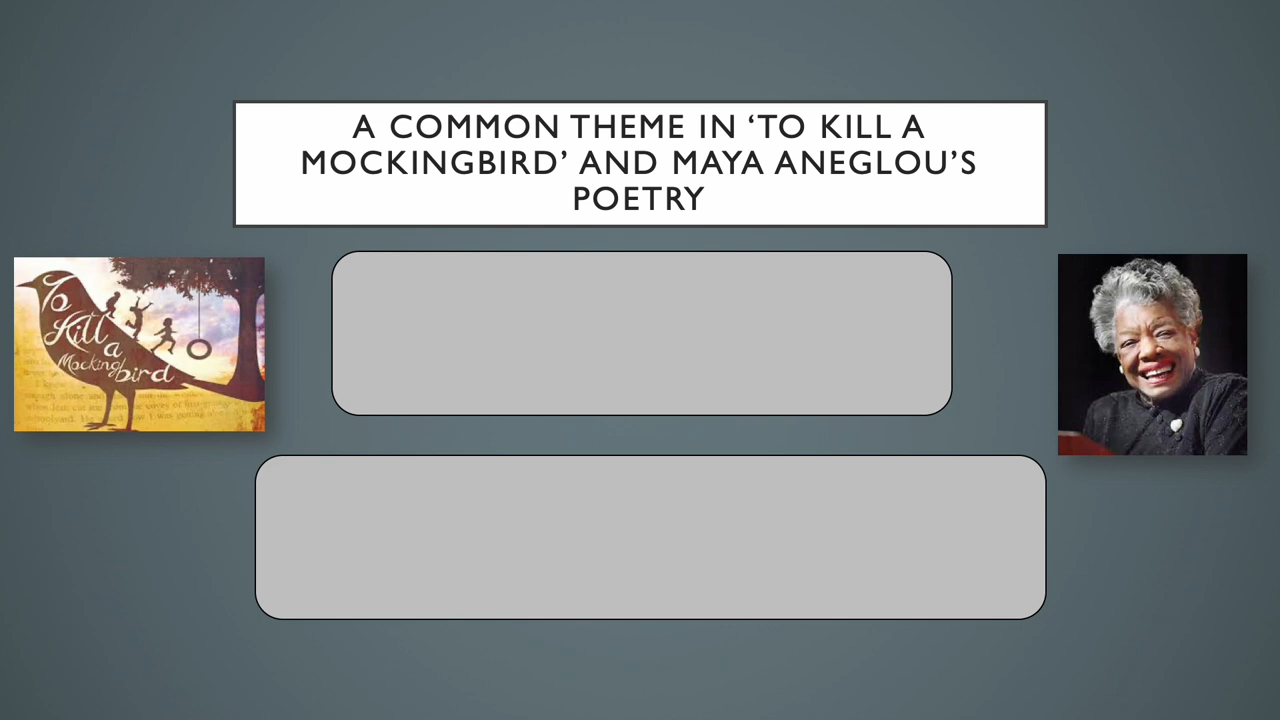 A COMMON THEME IN ‘TO KILL A
MOCKINGBIRD’ AND MAYA ANEGLOU’S
POETRY
To
Kill
a
Mockingbird